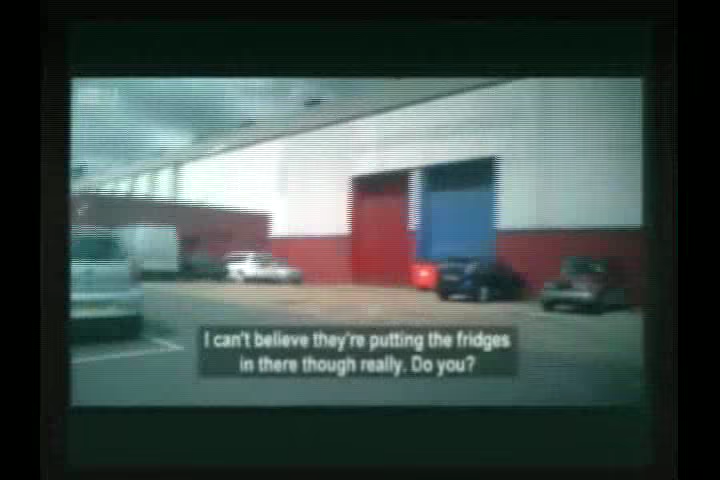 I can't believe they're putting the fridges
in there though really. Do you?